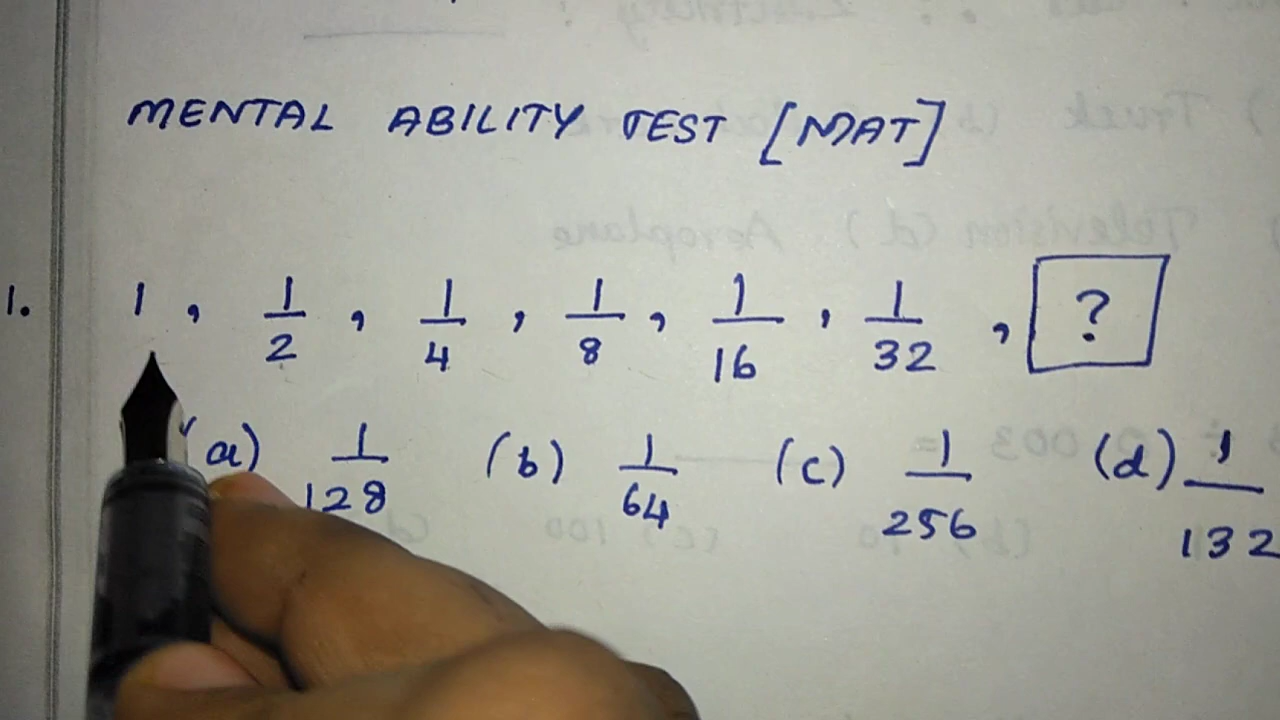 MENTAL ABILITY TEST [MAT]
1. 1, 1/2, 1/4, 1/8, 1/16, 1/32, ?
(a) 1/128 (b) 1/64 (c) 1/256 (d) 1/132